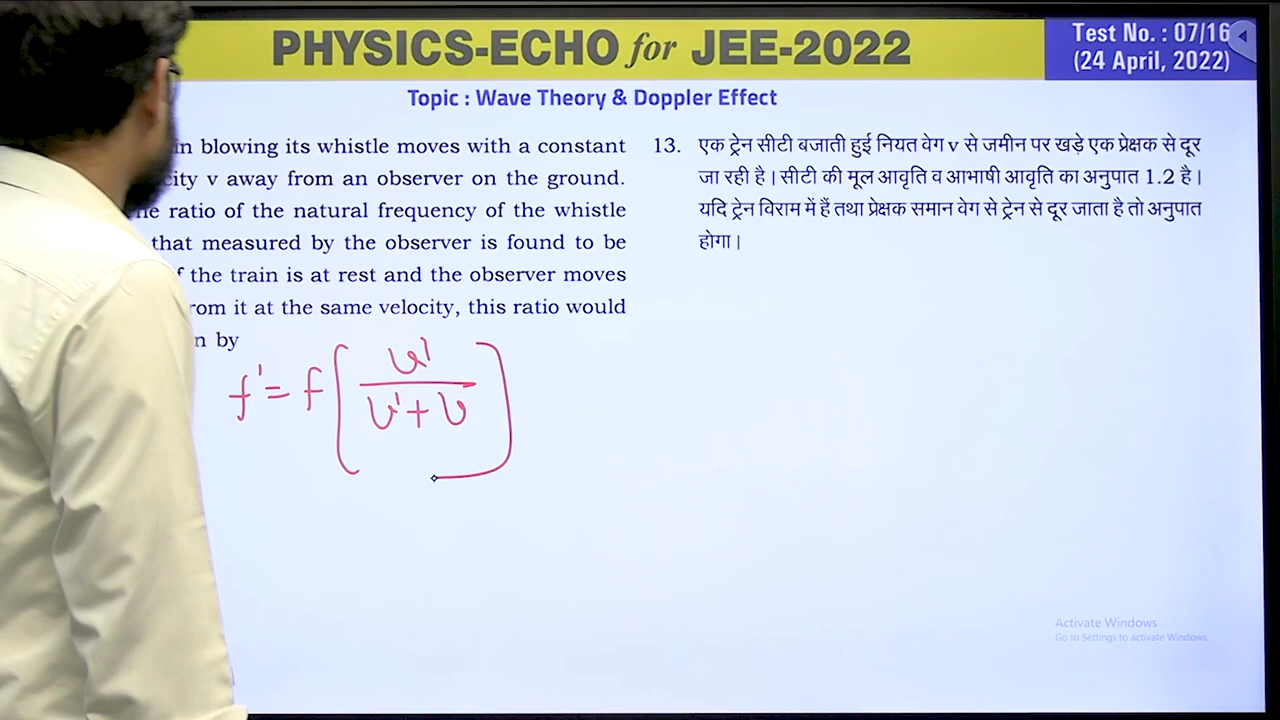 PHYSICS-ECHO for JEE-2022
Test No. : 07/16
(24 April, 2022)
Topic : Wave Theory & Doppler Effect
blowing its whistle moves with a constant
v away from an observer on the ground.
ratio of the natural frequency of the whistle
that measured by the observer is found to be
the train is at rest and the observer moves
it at the same velocity, this ratio would
by
f' = f [ v' / v' + v ]
13. एक ट्रेन सीटी बजाती हुई नियत वेग v से जमीन पर खड़े एक प्रेक्षक से दूर
जा रही है। सीटी की मूल आवृति व आभाषी आवृति का अनुपात 1.2 है।
यदि ट्रेन विराम में हैं तथा प्रेक्षक समान वेग से ट्रेन से दूर जाता है तो अनुपात
होगा।
Activate Windows
Go to Settings to activate Windows.